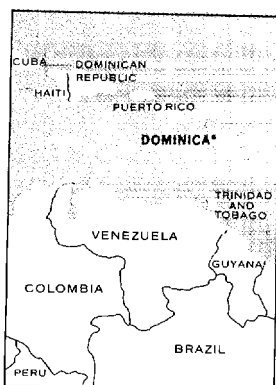 CUBA
DOMINICAN
REPUBLIC
HAITI
PUERTO RICO
DOMINICA
TRINIDAD
AND
TOBAGO
VENEZUELA
GUYANA
COLOMBIA
BRAZIL
PERU